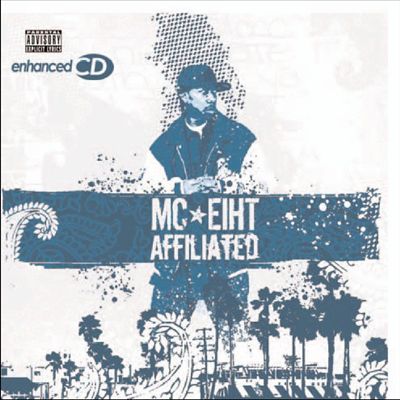 PARENTAL
ADVISORY
EXPLICIT LYRICS
enhanced CD
MC★EIHT
AFFILIATED